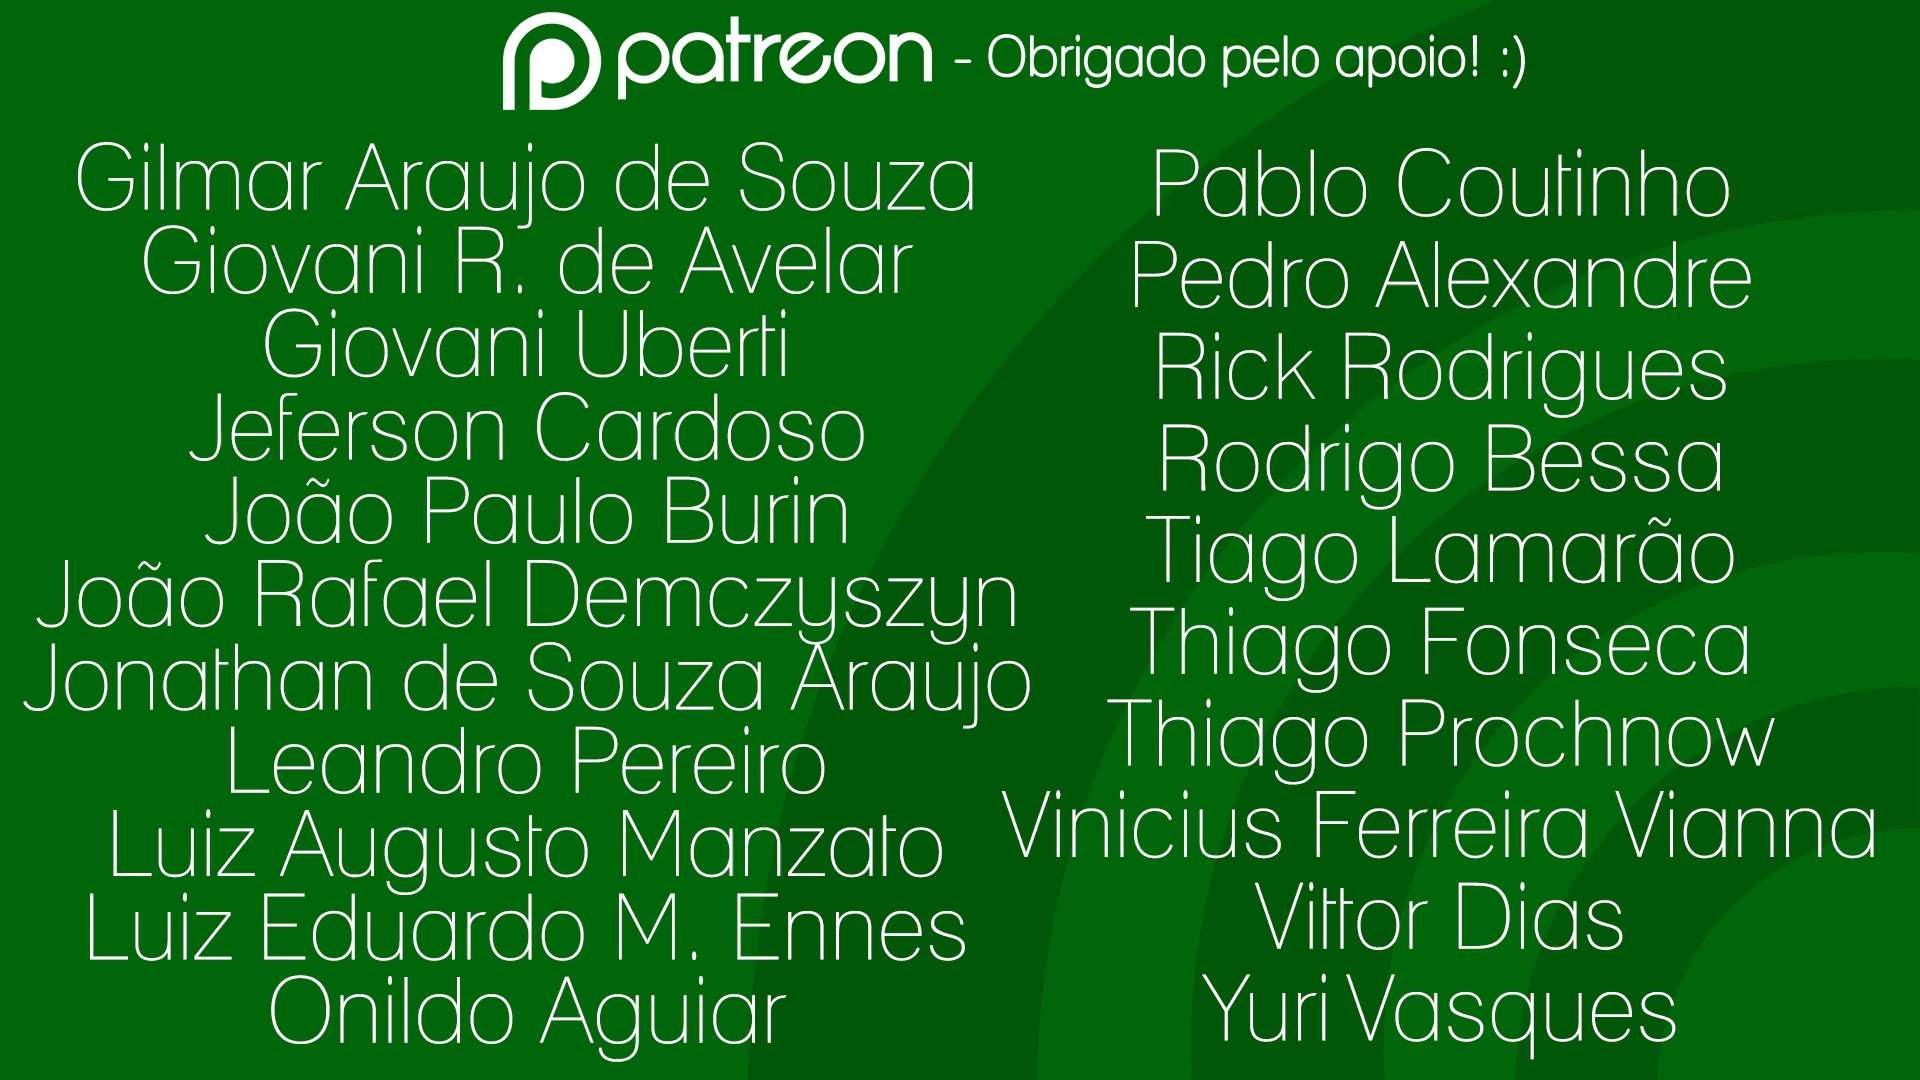 patreon - Obrigado pelo apoio! :)
Gilmar Araujo de Souza
Giovani R. de Avelar
Giovani Uberti
Jeferson Cardoso
João Paulo Burin
João Rafael Demczyszyn
Jonathan de Souza Araujo
Leandro Pereiro
Luiz Augusto Manzato
Luiz Eduardo M. Ennes
Onildo Aguiar
Pablo Coutinho
Pedro Alexandre
Rick Rodrigues
Rodrigo Bessa
Tiago Lamarão
Thiago Fonseca
Thiago Prochnow
Vinicius Ferreira Vianna
Vittor Dias
Yuri Vasques